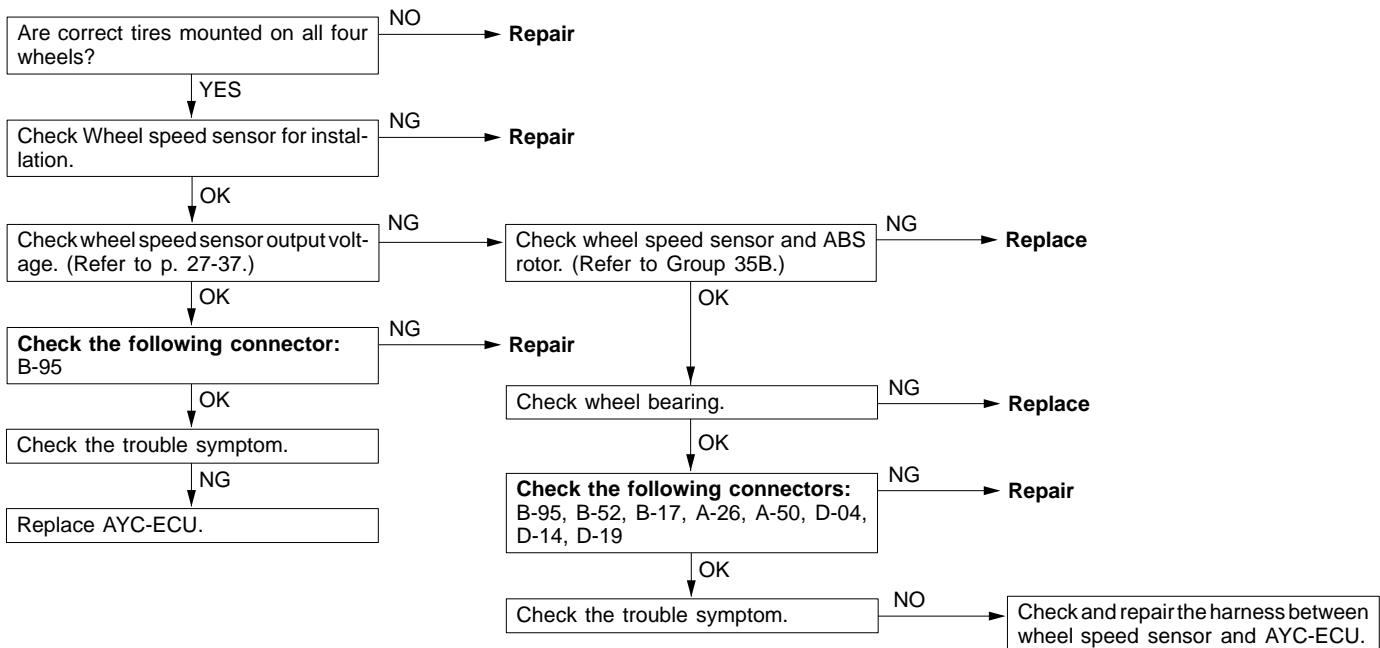 Are correct tires mounted on all four
wheels?
NO
Repair
YES
Check Wheel speed sensor for instal-
lation.
NG
Repair
OK
Check wheel speed sensor output volt-
age. (Refer to p. 27-37.)
NG
Check wheel speed sensor and ABS
rotor. (Refer to Group 35B.)
NG
Replace
OK
OK
Check the following connector:
B-95
NG
Repair
OK
Check wheel bearing.
NG
Replace
Check the trouble symptom.
OK
NG
Replace AYC-ECU.
Check the following connectors:
B-95, B-52, B-17, A-26, A-50, D-04,
D-14, D-19
NG
Repair
OK
Check the trouble symptom.
NO
Check and repair the harness between
wheel speed sensor and AYC-ECU.